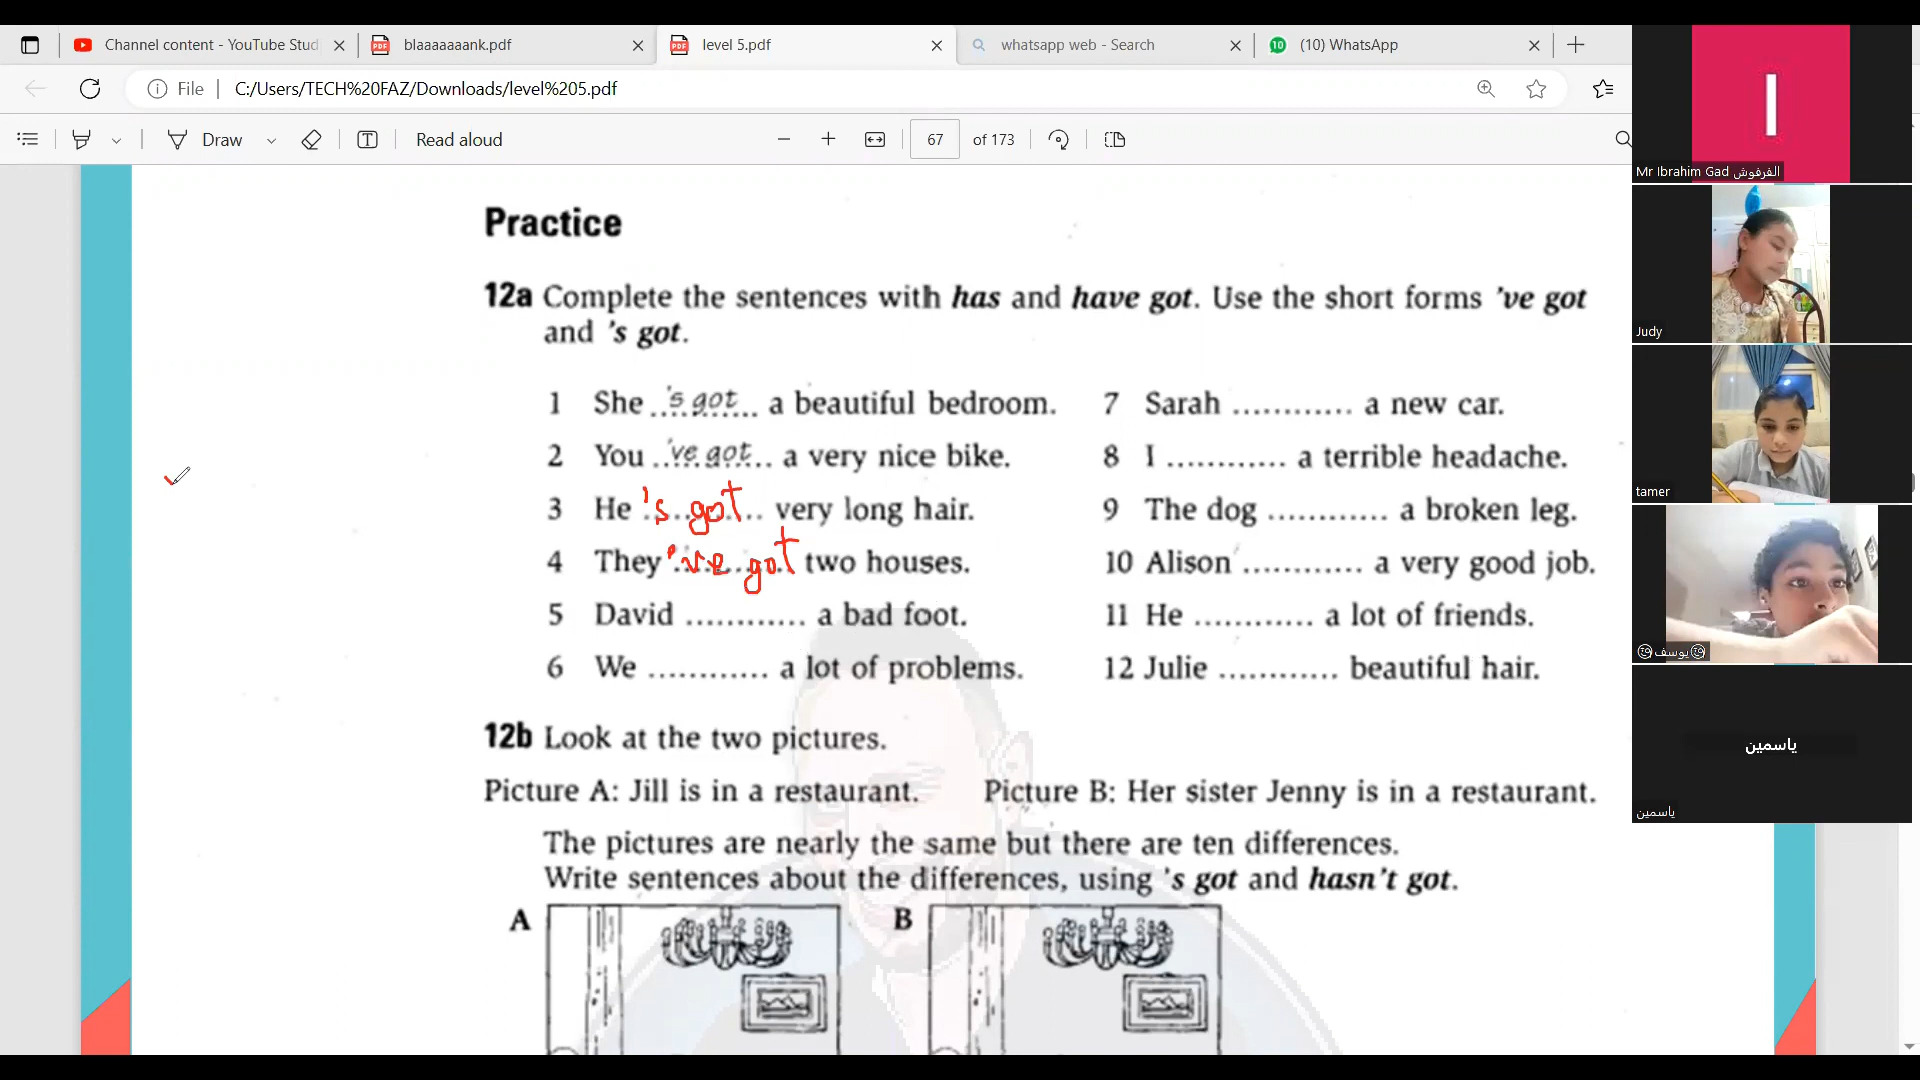 Channel content - YouTube Stud
blaaaaaaank.pdf
level 5.pdf
whatsapp web - Search
(10) WhatsApp
File
C:/Users/TECH%20FAZ/Downloads/level%205.pdf
Draw
Read aloud
67
of 173
Practice
12a Complete the sentences with has and have got. Use the short forms 've got
and 's got.
1 She ..'s got... a beautiful bedroom.
2 You ..'ve got... a very nice bike.
3 He 's got very long hair.
4 They 've got two houses.
5 David ............ a bad foot.
6 We ............ a lot of problems.
7 Sarah ............ a new car.
8 I ............ a terrible headache.
9 The dog ............ a broken leg.
10 Alison ............ a very good job.
11 He ............ a lot of friends.
12 Julie ............ beautiful hair.
12b Look at the two pictures.
Picture A: Jill is in a restaurant. Picture B: Her sister Jenny is in a restaurant.
The pictures are nearly the same but there are ten differences.
Write sentences about the differences, using 's got and hasn't got.
A
B
I
Mr Ibrahim Gad الفرفوش
Judy
tamer
يوسف
ياسمين
ياسمين